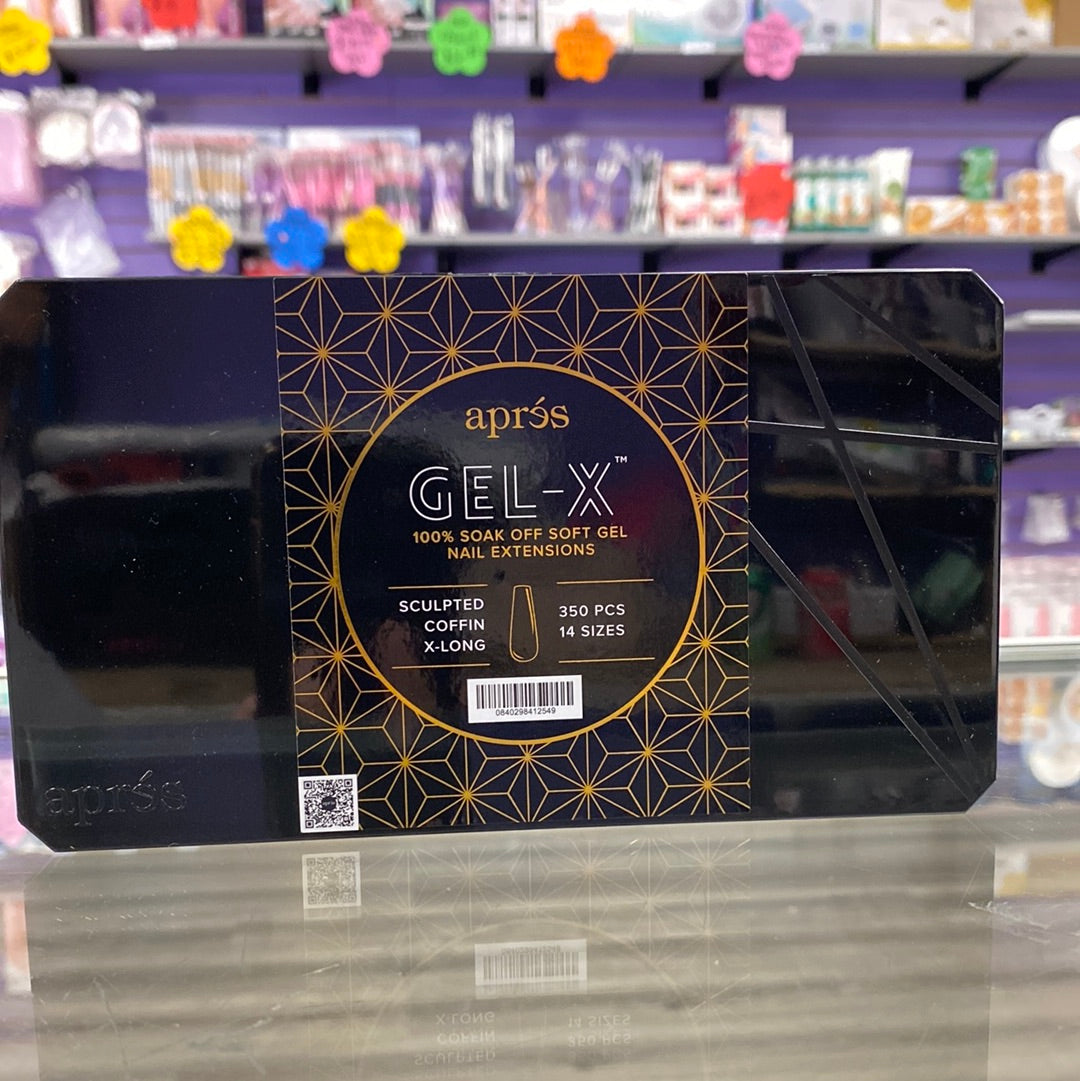 aprés
GEL-X™
100% SOAK OFF SOFT GEL
NAIL EXTENSIONS
SCULPTED
COFFIN
X-LONG
350 PCS
14 SIZES
0840298412549
aprés